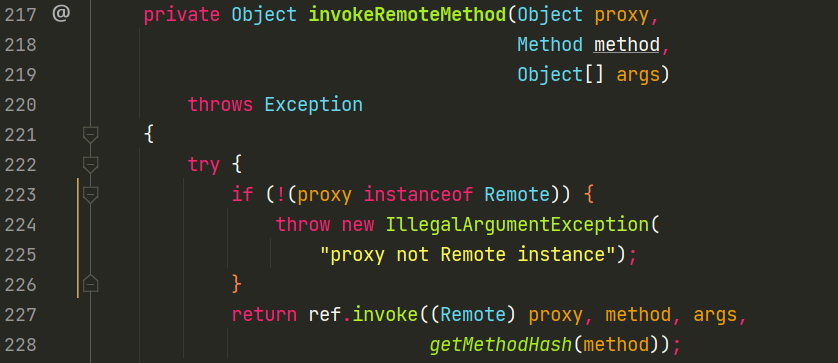 217 @ private Object invokeRemoteMethod(Object proxy,
218 Method method,
219 Object[] args)
220 throws Exception
221 {
222 try {
223 if (!(proxy instanceof Remote)) {
224 throw new IllegalArgumentException(
225 "proxy not Remote instance");
226 }
227 return ref.invoke((Remote) proxy, method, args,
228 getMethodHash(method));